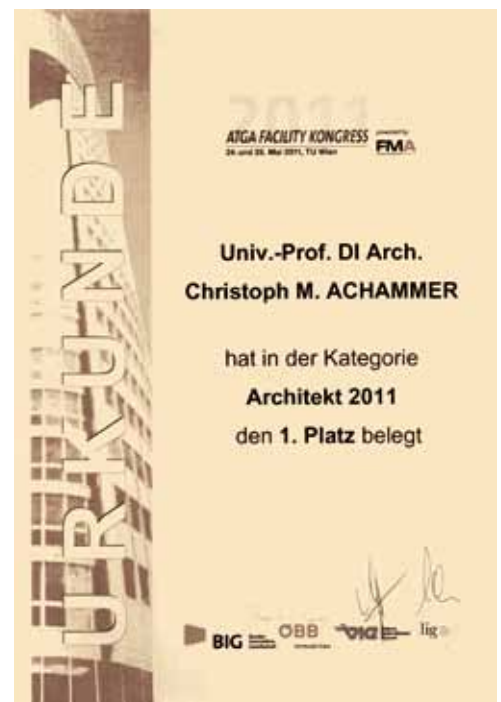 URKUNDE
2011
ATGA FACILITY KONGRESS
24. und 25. Mai 2011, TU Wien
FMA
Univ.-Prof. DI Arch.
Christoph M. ACHAMMER
hat in der Kategorie
Architekt 2011
den 1. Platz belegt
BIG
ÖBB
lig